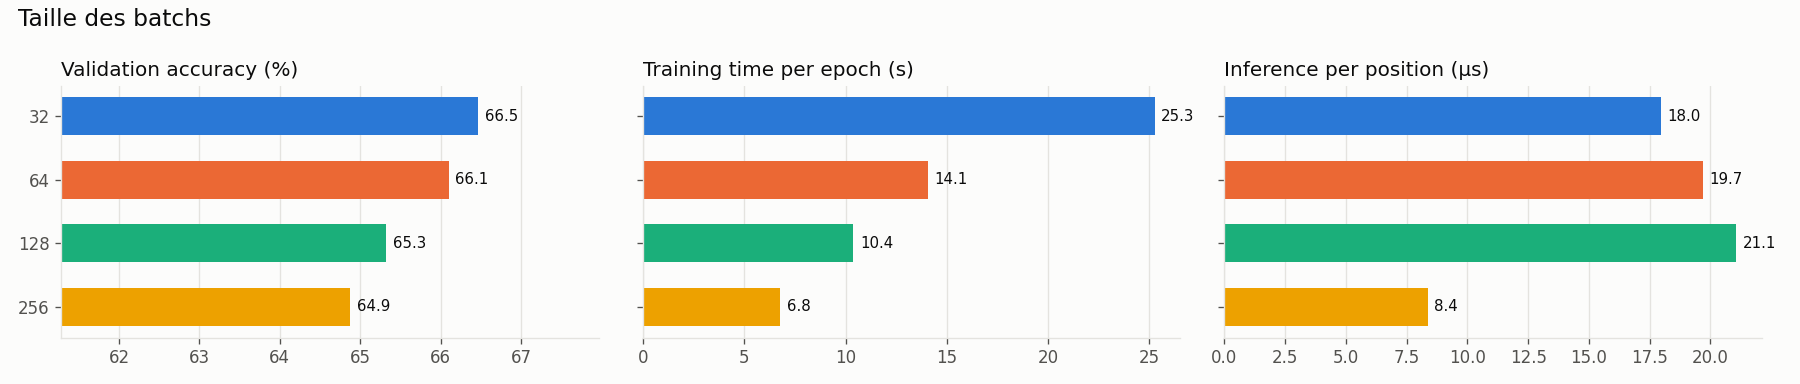 Taille des batchs
Validation accuracy (%)
32
66.5
64
66.1
128
65.3
256
64.9
62 63 64 65 66 67
Training time per epoch (s)
25.3
14.1
10.4
6.8
0 5 10 15 20 25
Inference per position (µs)
18.0
19.7
21.1
8.4
0.0 2.5 5.0 7.5 10.0 12.5 15.0 17.5 20.0